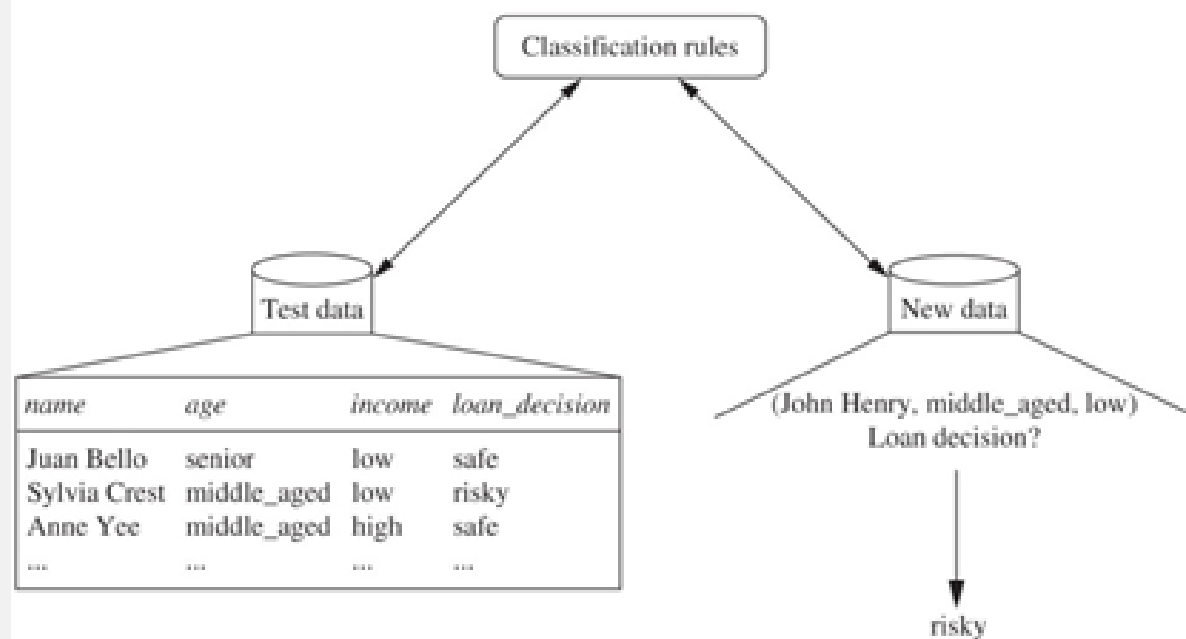 Classification rules
Test data
name age income loan_decision
Juan Bello senior low safe
Sylvia Crest middle_aged low risky
Anne Yee middle_aged high safe
... ... ... ...
New data
(John Henry, middle_aged, low)
Loan decision?
risky